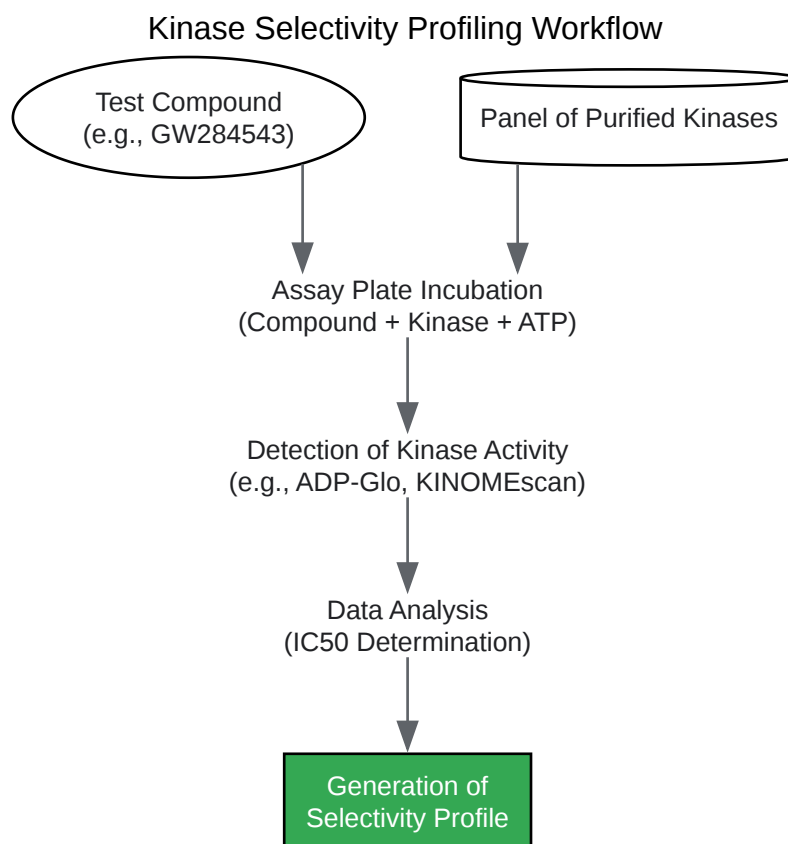 Kinase Selectivity Profiling Workflow
Test Compound
(e.g., GW284543)
Panel of Purified Kinases
Assay Plate Incubation
(Compound + Kinase + ATP)
Detection of Kinase Activity
(e.g., ADP-Glo, KINOMEscan)
Data Analysis
(IC50 Determination)
Generation of
Selectivity Profile